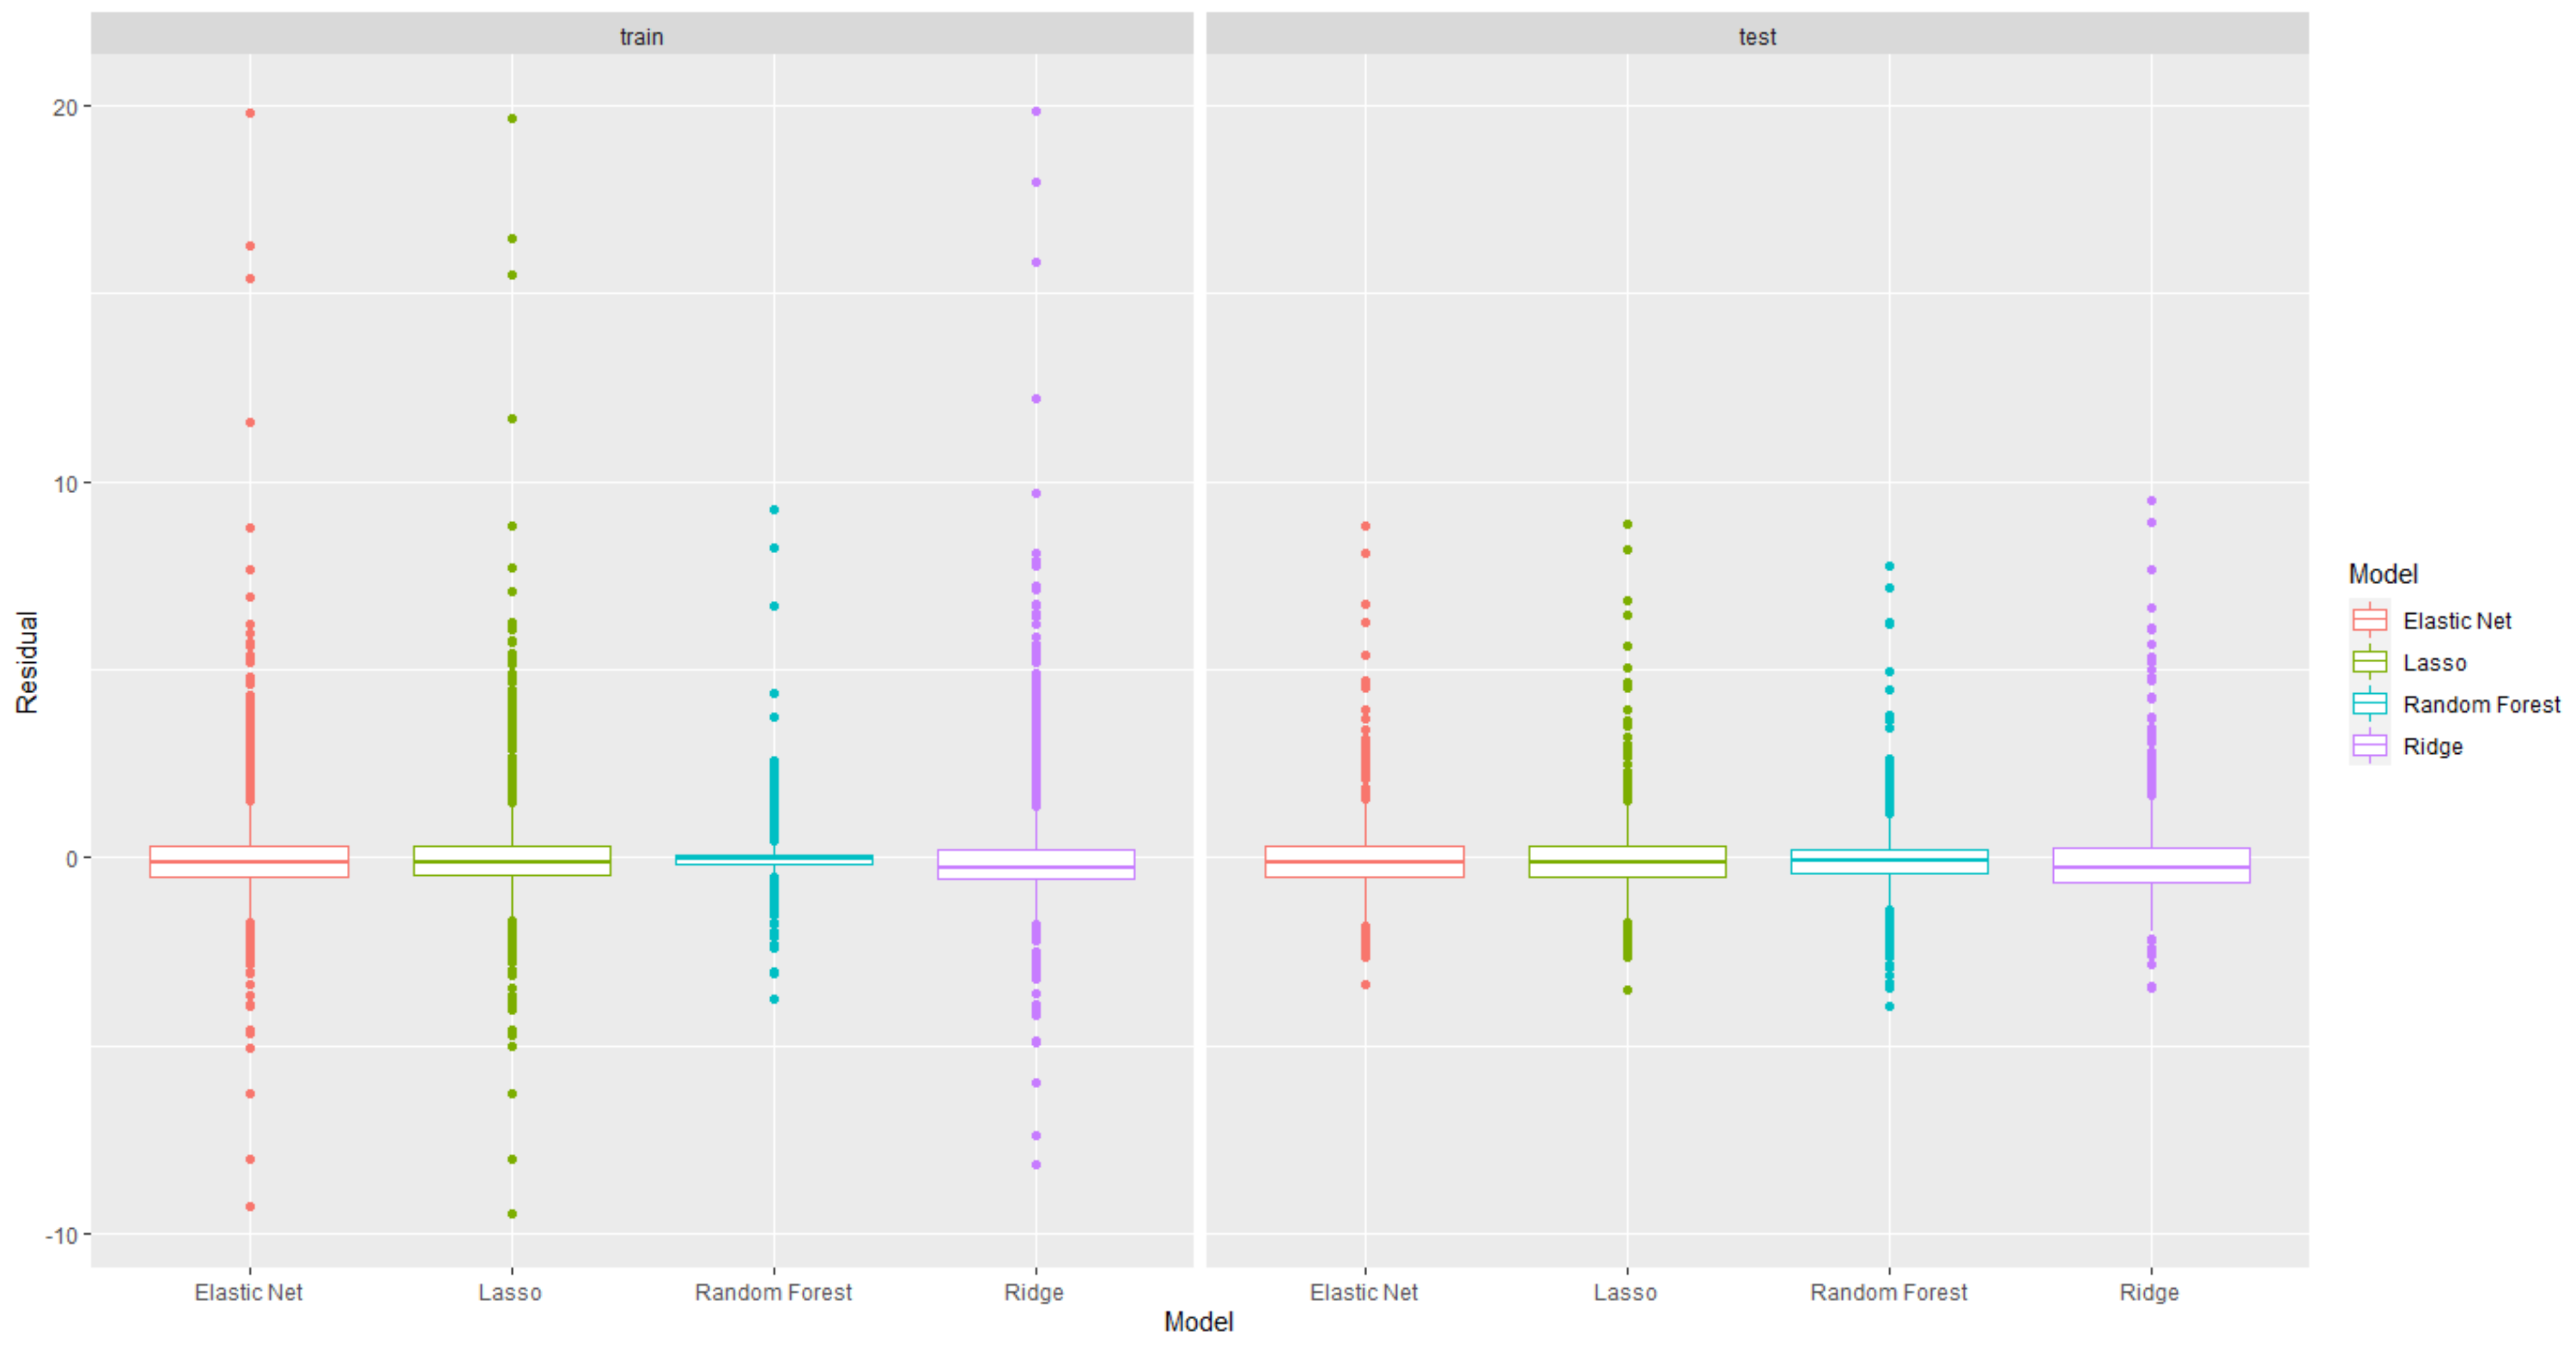 train
test
20
10
0
-10
Residual
Elastic Net
Lasso
Random Forest
Ridge
Elastic Net
Lasso
Random Forest
Ridge
Model
Model
Elastic Net
Lasso
Random Forest
Ridge